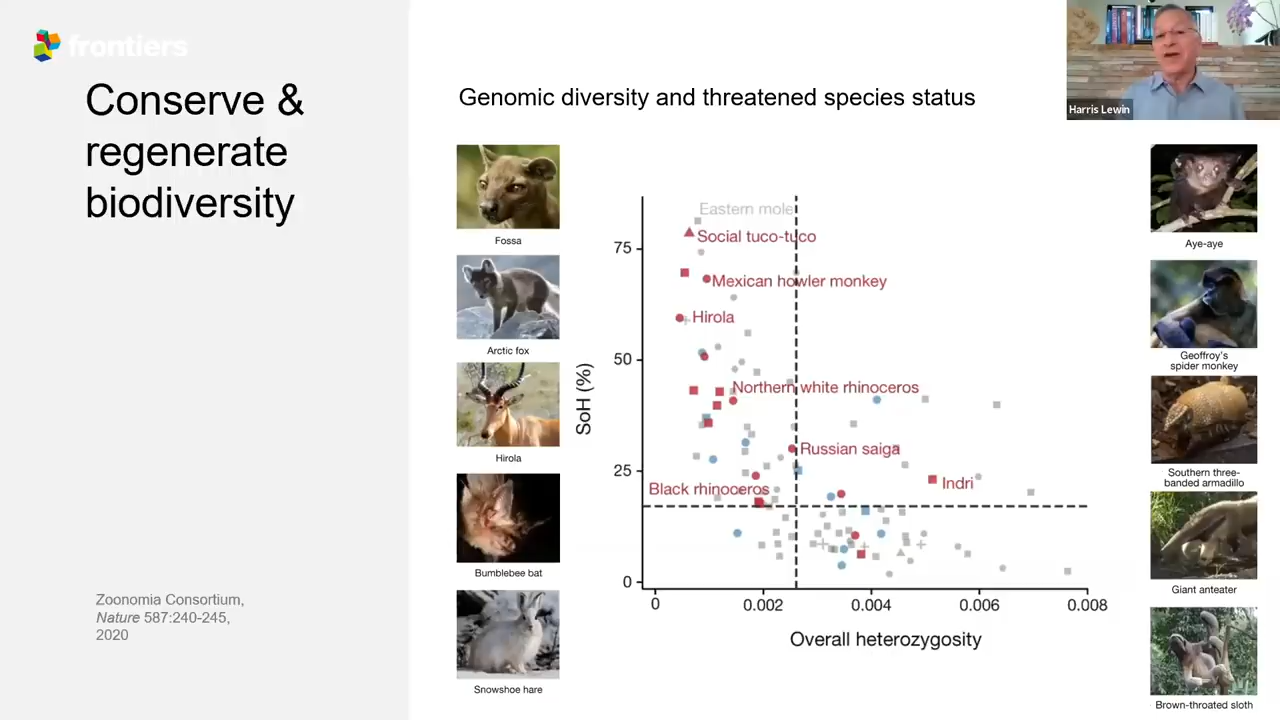 frontiers
Conserve &
regenerate
biodiversity
Zoonomia Consortium,
Nature 587:240-245,
2020
Genomic diversity and threatened species status
Harris Lewin
Fossa
Arctic fox
Hirola
Bumblebee bat
Snowshoe hare
SoH (%)
75
50
25
0
Eastern mole
Social tuco-tuco
Mexican howler monkey
Hirola
Northern white rhinoceros
Russian saiga
Indri
Black rhinoceros
0
0.002
0.004
0.006
0.008
Overall heterozygosity
Aye-aye
Geoffroy's
spider monkey
Southern three-
banded armadillo
Giant anteater
Brown-throated sloth